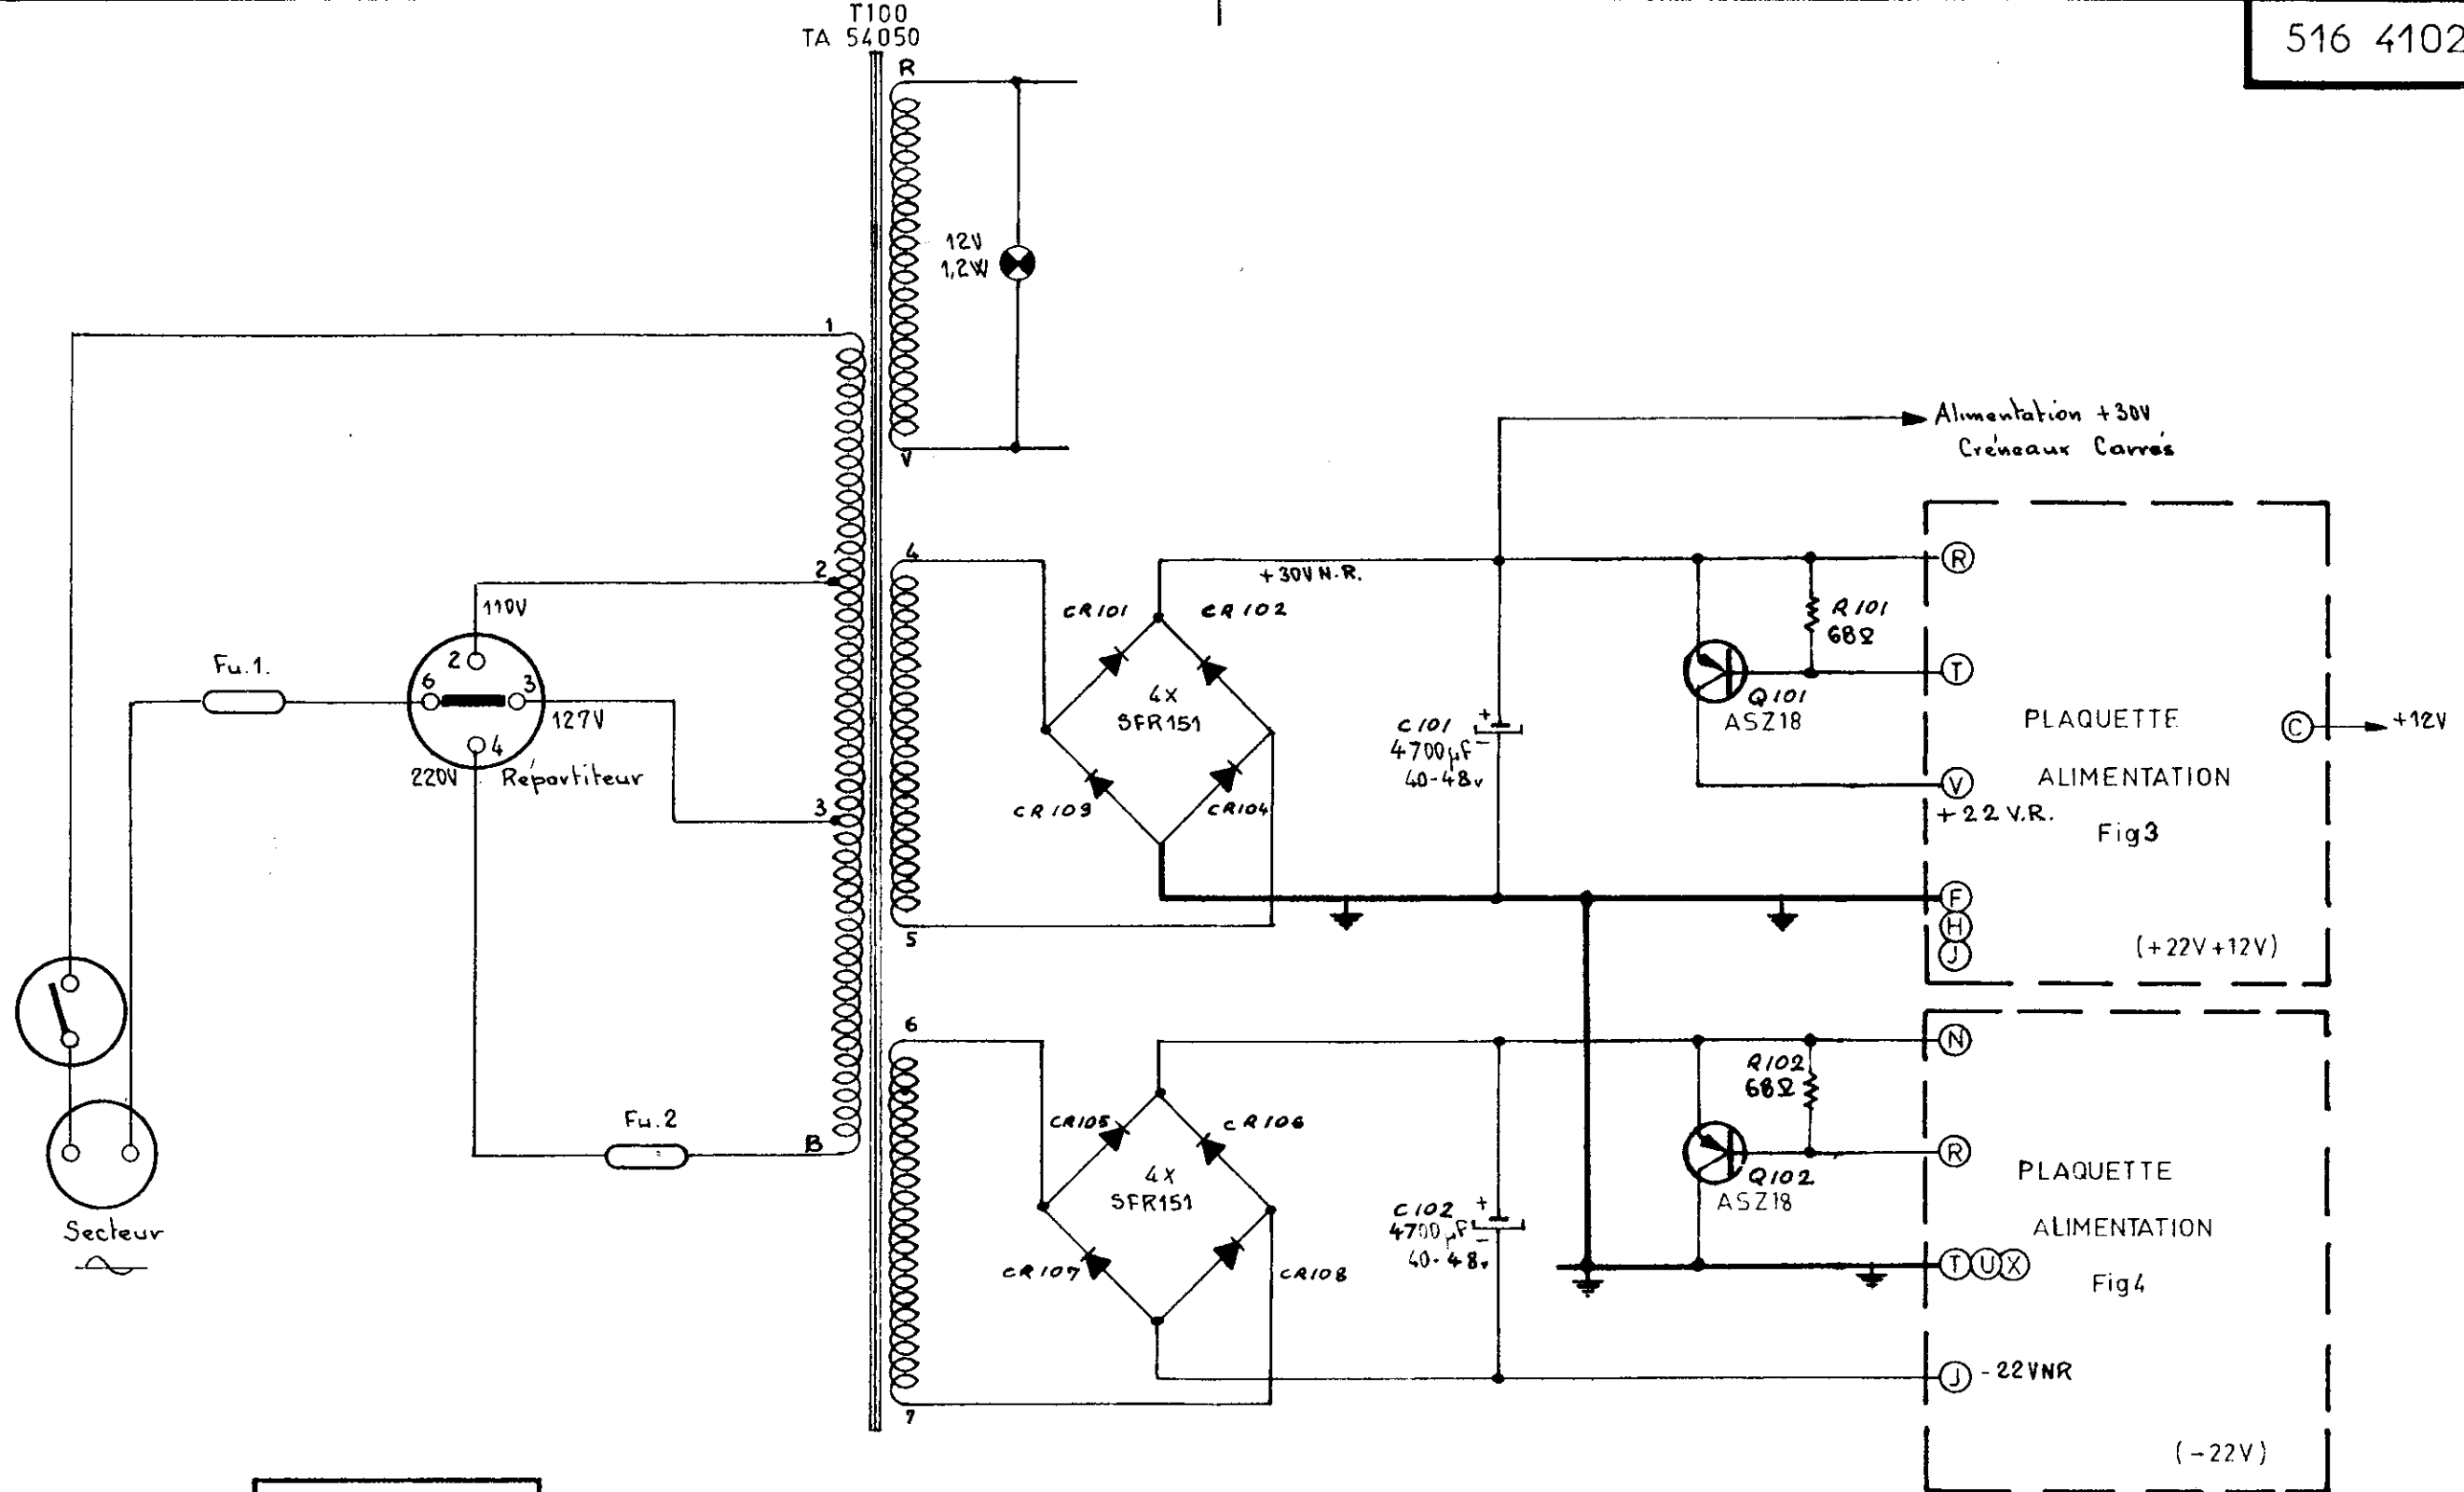 T100
TA 54050
516 4102
R
12V
1,2W
V
1
Alimentation +30V
Créneaux Carrés
2
110V
4
+30V N.R.
CR101
CR102
R
R101
68Ω
Fu.1.
2
6
3
127V
4X
SFR151
Q101
ASZ18
T
C101
+
-
4700µF
40-48v
PLAQUETTE
ALIMENTATION
Fig3
C
+12V
4
220V
Répartiteur
3
CR103
CR104
V
+22 V.R.
F
H
J
(+22V+12V)
5
6
N
R102
68Ω
Fu.2
B
CR105
CR106
4X
SFR151
Q102
ASZ18
R
PLAQUETTE
ALIMENTATION
Fig4
C102
+
-
4700µF
40-48v
Secteur
CR107
CR108
T U X
J -22VNR
7
(-22V)